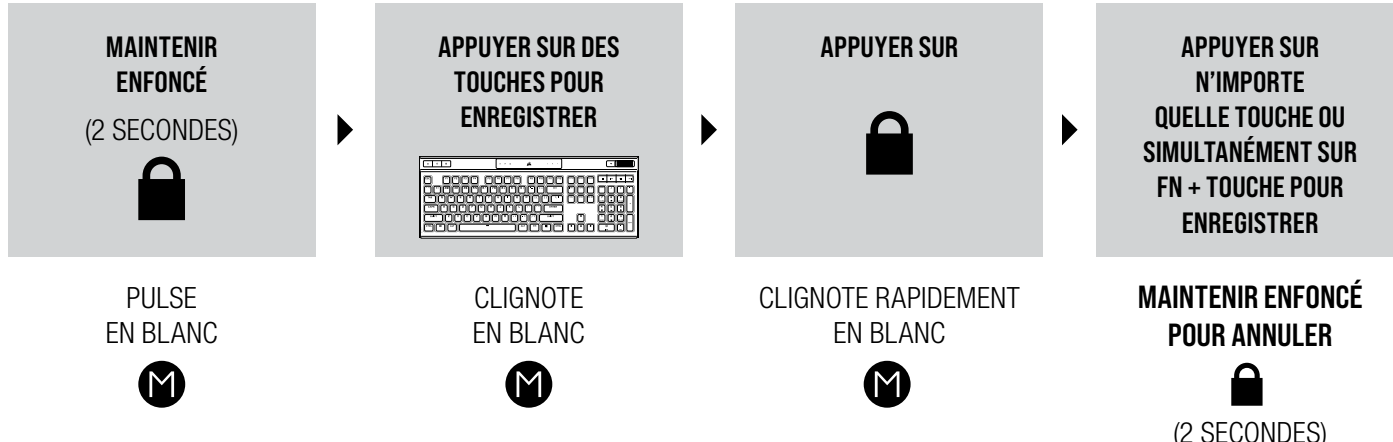 MAINTENIR
ENFONCÉ
(2 SECONDES)
PULSE
EN BLANC
M
APPUYER SUR DES
TOUCHES POUR
ENREGISTRER
CLIGNOTE
EN BLANC
M
APPUYER SUR
CLIGNOTE RAPIDEMENT
EN BLANC
M
APPUYER SUR
N'IMPORTE
QUELLE TOUCHE OU
SIMULTANÉMENT SUR
FN + TOUCHE POUR
ENREGISTRER
MAINTENIR ENFONCÉ
POUR ANNULER
(2 SECONDES)